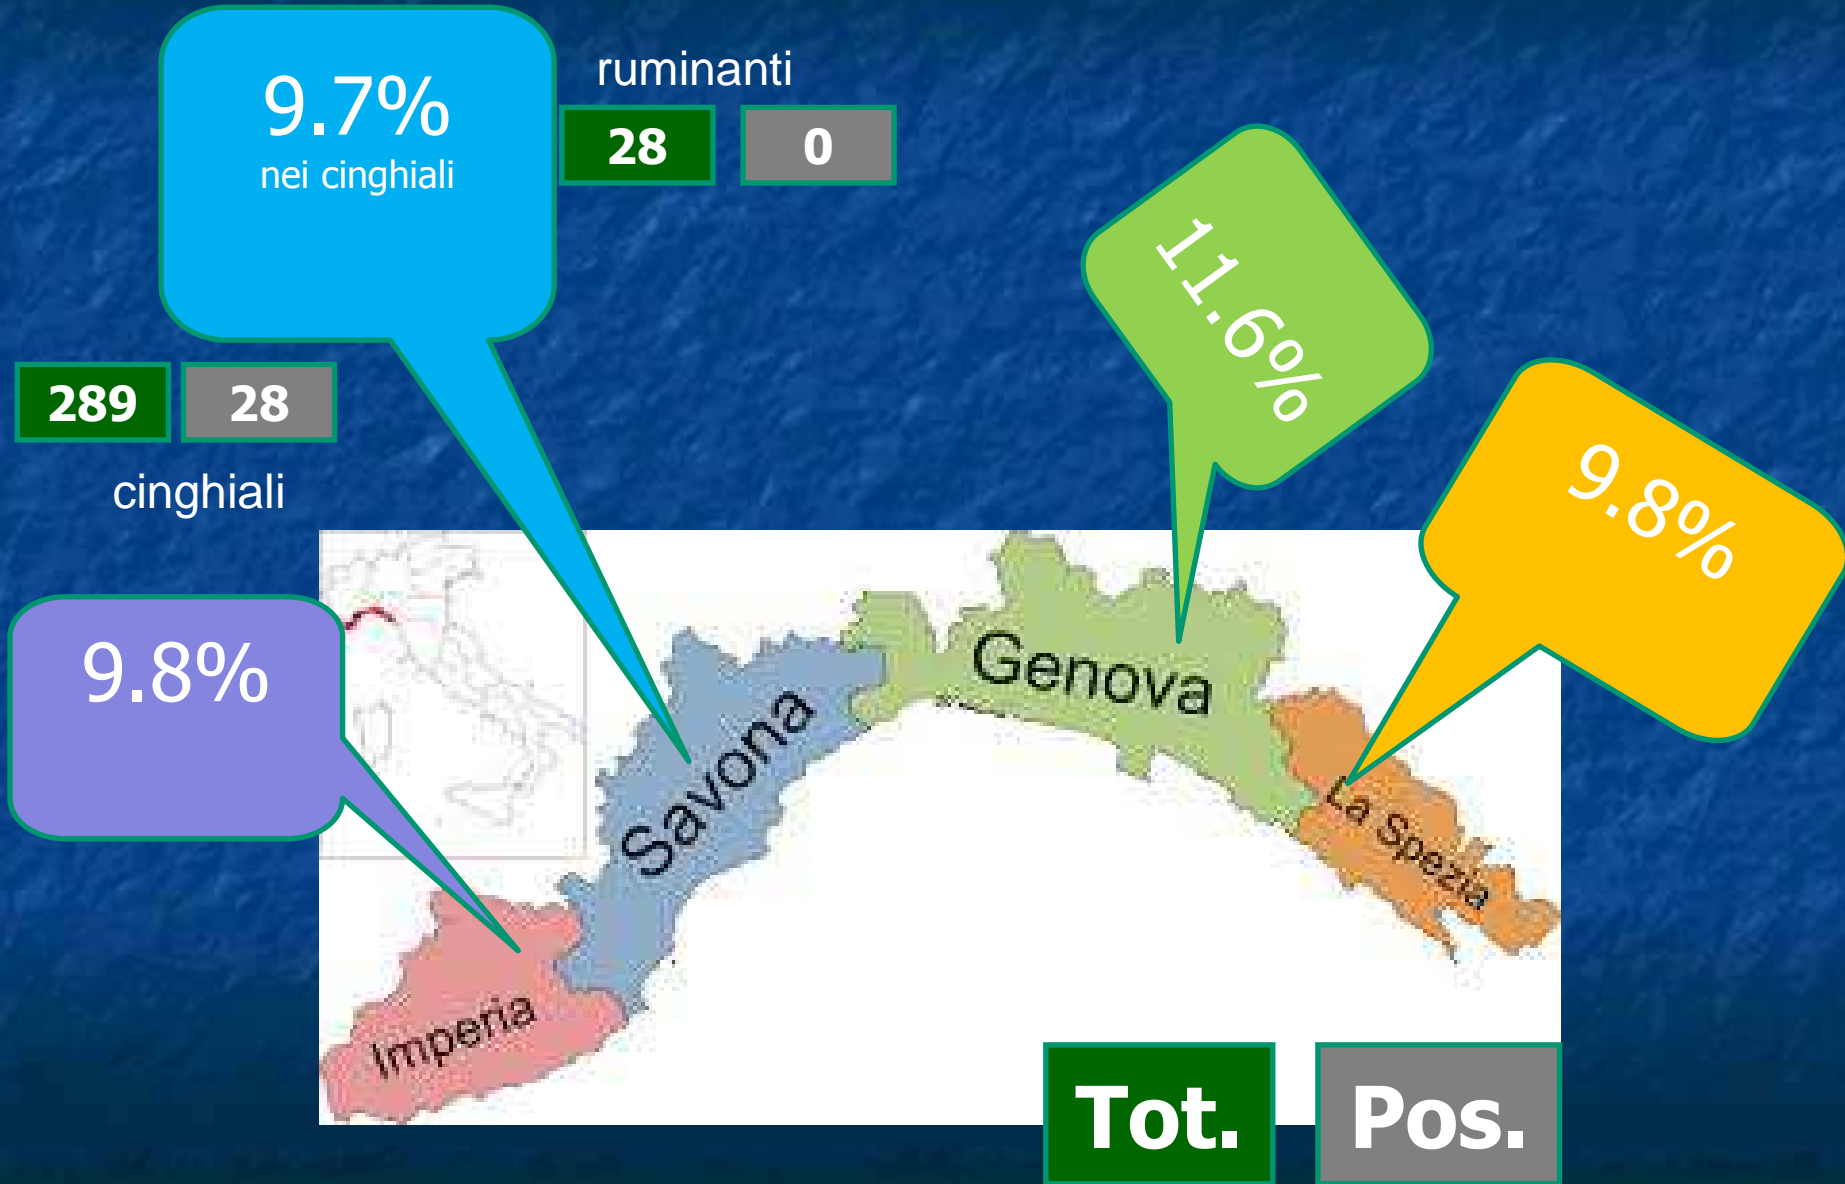 9.7%
nei cinghiali
ruminanti
28 0
11.6%
289 28
cinghiali
9.8%
9.8%
Genova
Savona
La Spezia
Imperia
Tot. Pos.